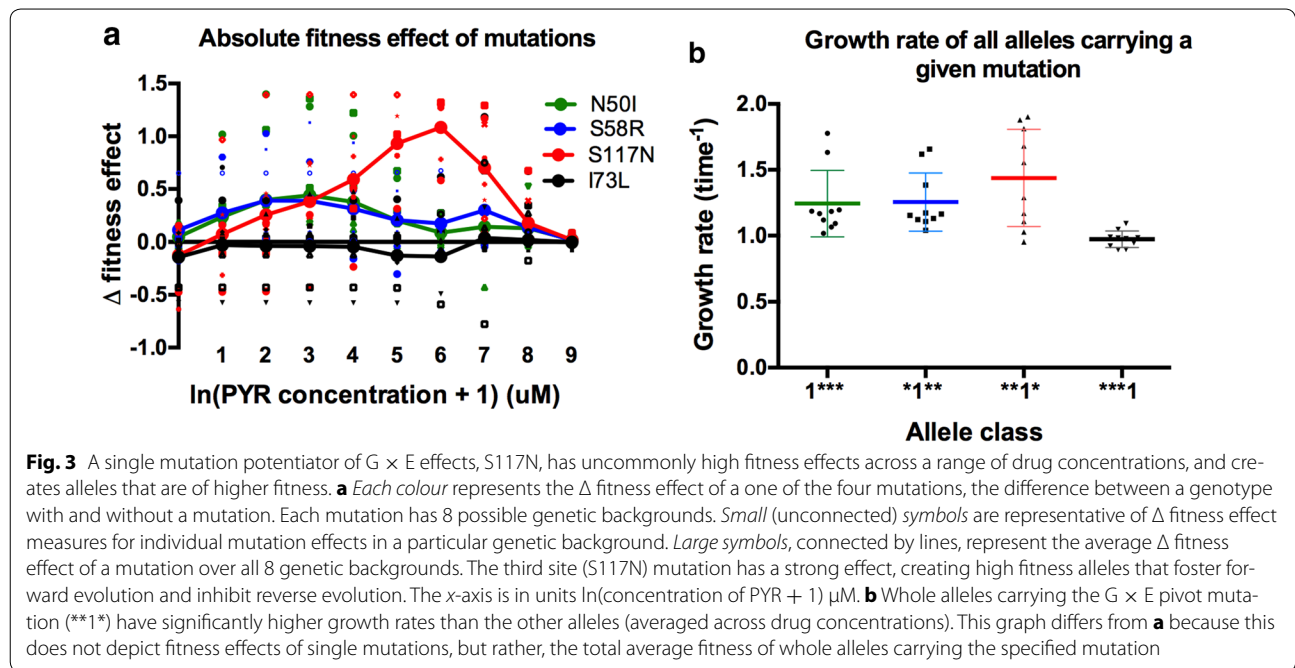 a Absolute fitness effect of mutations
1.5
1.0
0.5
0.0
-0.5
-1.0
Δ fitness effect
N50I
S58R
S117N
I73L
1 2 3 4 5 6 7 8 9
ln(PYR concentration + 1) (uM)
b Growth rate of all alleles carrying a
given mutation
2.0
1.5
1.0
0.5
0.0
Growth rate (time⁻¹)
1*** *1** **1* ***1
Allele class
Fig. 3 A single mutation potentiator of G × E effects, S117N, has uncommonly high fitness effects across a range of drug concentrations, and cre-
ates alleles that are of higher fitness. a Each colour represents the Δ fitness effect of a one of the four mutations, the difference between a genotype
with and without a mutation. Each mutation has 8 possible genetic backgrounds. Small (unconnected) symbols are representative of Δ fitness effect
measures for individual mutation effects in a particular genetic background. Large symbols, connected by lines, represent the average Δ fitness
effect of a mutation over all 8 genetic backgrounds. The third site (S117N) mutation has a strong effect, creating high fitness alleles that foster for-
ward evolution and inhibit reverse evolution. The x-axis is in units ln(concentration of PYR + 1) μM. b Whole alleles carrying the G × E pivot muta-
tion (**1*) have significantly higher growth rates than the other alleles (averaged across drug concentrations). This graph differs from a because this
does not depict fitness effects of single mutations, but rather, the total average fitness of whole alleles carrying the specified mutation